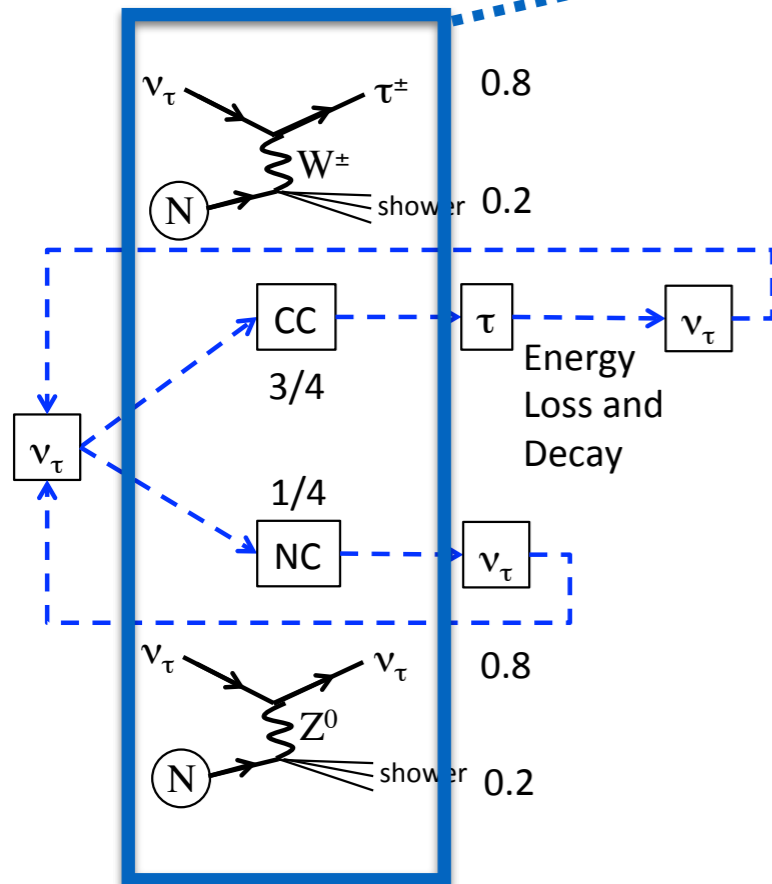 ντ τ± 0.8
W±
N shower 0.2
CC τ ντ
3/4 Energy
Loss and
Decay
ντ
1/4
NC ντ
ντ ντ 0.8
Z0
N shower 0.2